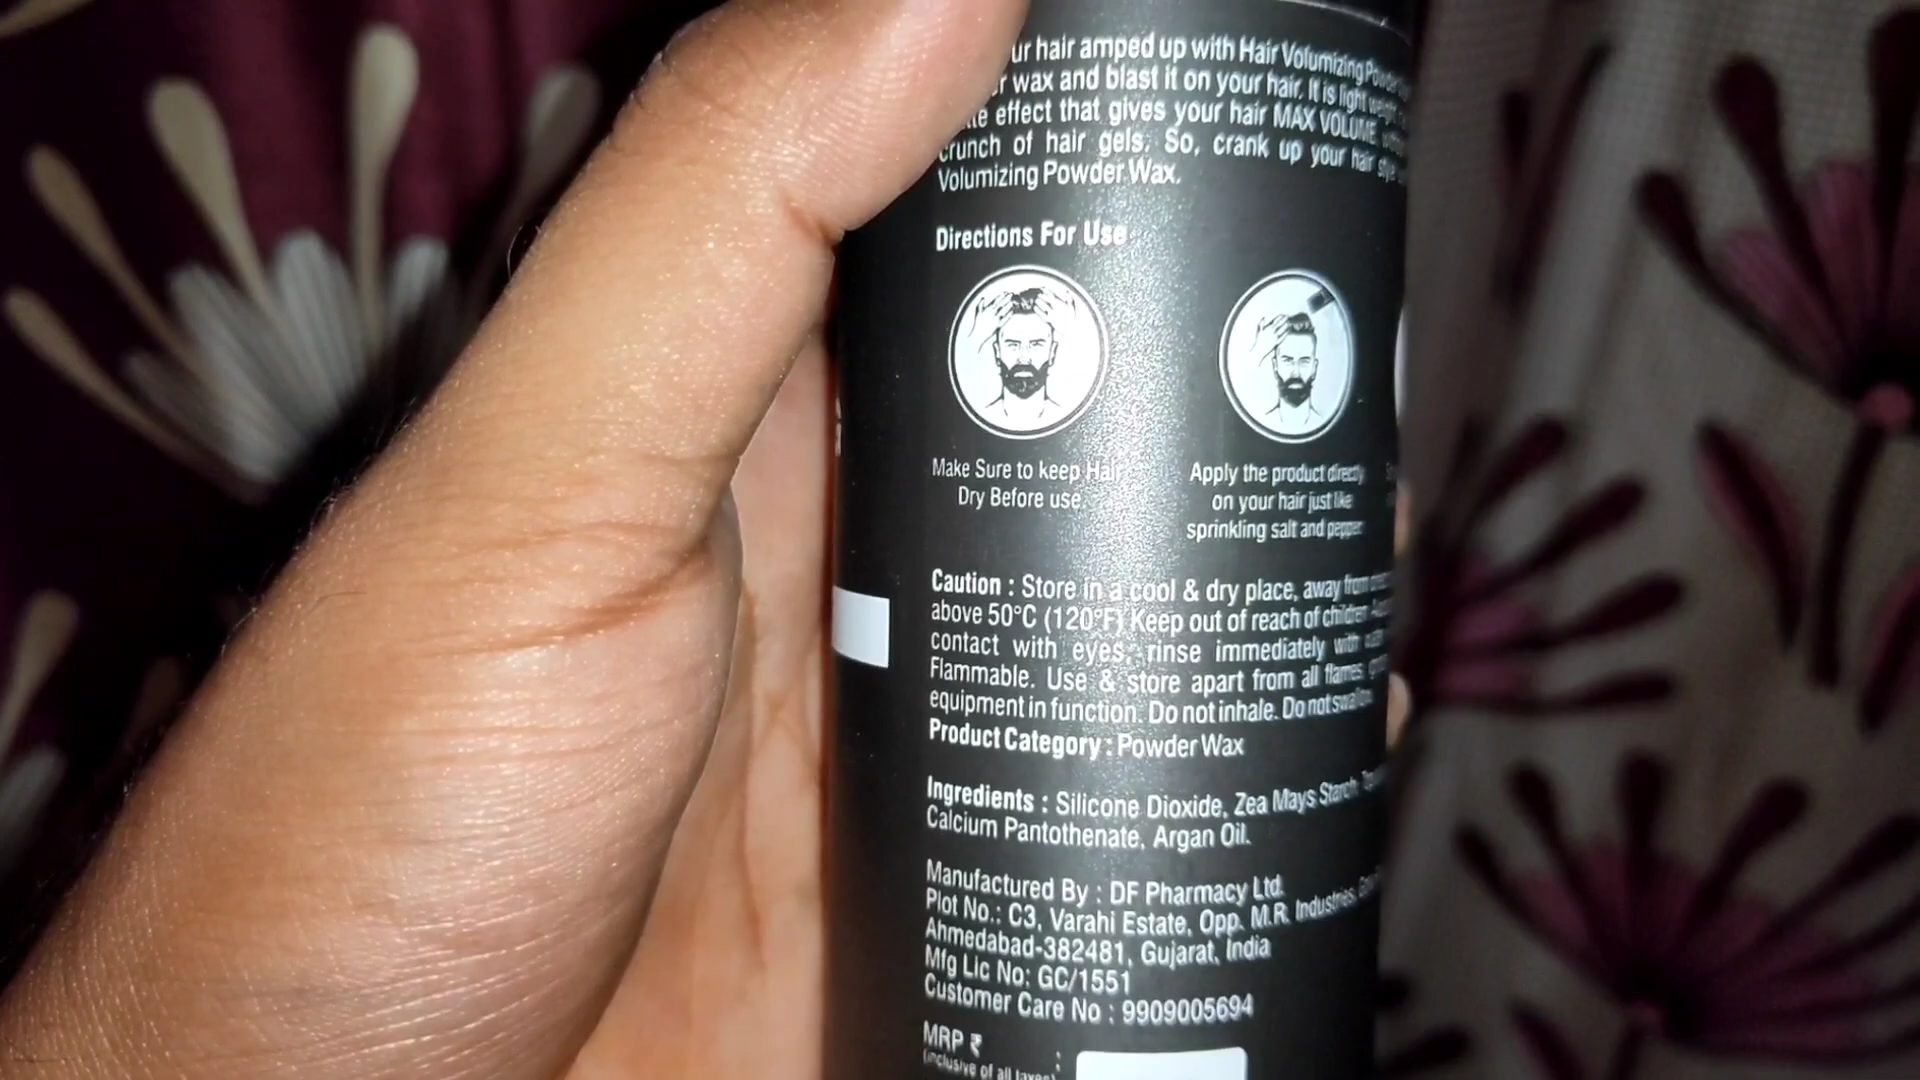 ur hair amped up with Hair Volumizing Powder
wax and blast it on your hair. It is light weight
effect that gives your hair MAX VOLUME
crunch of hair gels. So, crank up your hair style
Volumizing Powder Wax.
Directions For Use
Make Sure to keep Hair
Dry Before use.
Apply the product directly
on your hair just like
sprinkling salt and pepper
Caution : Store in a cool & dry place, away from
above 50°C (120°F) Keep out of reach of children
contact with eyes, rinse immediately with
Flammable. Use & store apart from all flames
equipment in function. Do not inhale. Do not swallow
Product Category : Powder Wax
Ingredients : Silicone Dioxide, Zea Mays Starch,
Calcium Pantothenate, Argan Oil.
Manufactured By : DF Pharmacy Ltd.
Plot No.: C3, Varahi Estate, Opp. M.R. Industries,
Ahmedabad-382481, Gujarat, India
Mfg Lic No: GC/1551
Customer Care No : 9909005694
MRP ₹ :
(inclusive of all taxes)